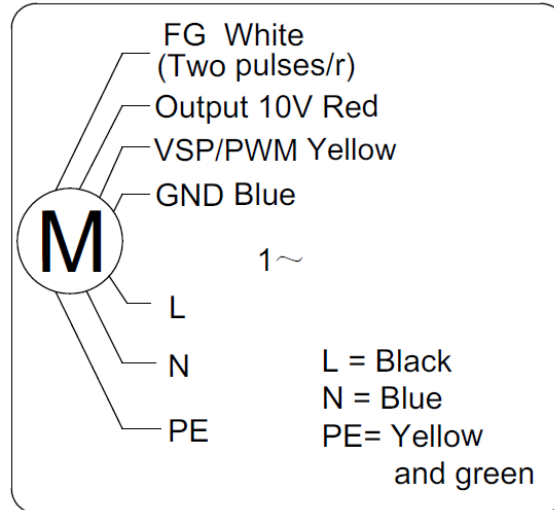 FG White
(Two pulses/r)
Output 10V Red
VSP/PWM Yellow
GND Blue
M
1～
L
N
PE
L = Black
N = Blue
PE= Yellow
and green